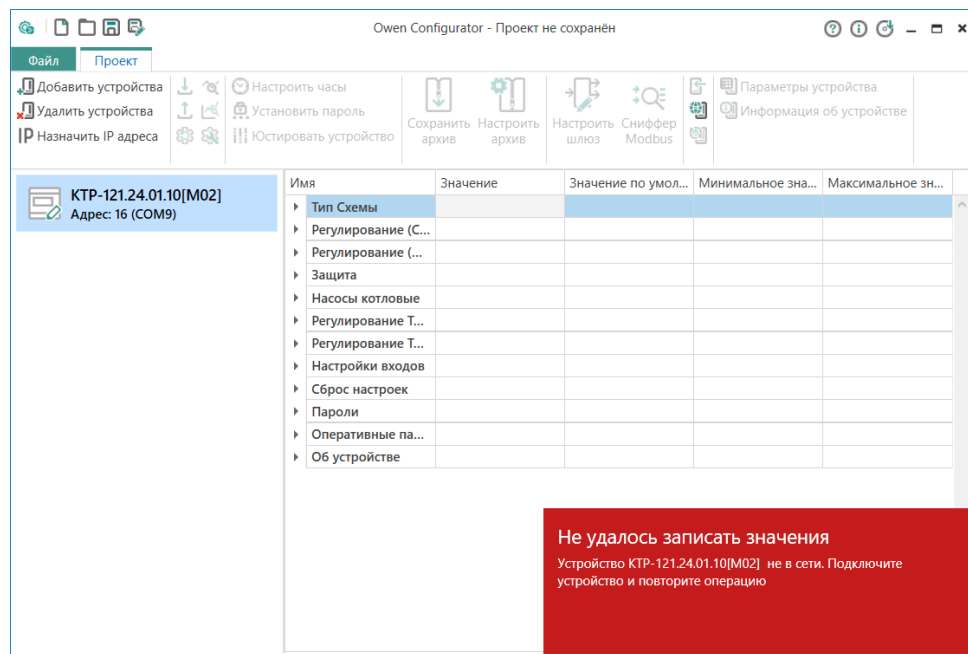 Owen Configurator - Проект не сохранён
Файл
Проект
Добавить устройства
Удалить устройства
IP Назначить IP адреса
Настроить часы
Установить пароль
Юстировать устройство
Сохранить архив
Настроить архив
Настроить шлюз
Сниффер Modbus
Параметры устройства
Информация об устройстве
КТР-121.24.01.10[M02]
Адрес: 16 (COM9)
Имя Значение Значение по умол... Минимальное зна... Максимальное зн...
Тип Схемы
Регулирование (С...
Регулирование (...
Защита
Насосы котловые
Регулирование Т...
Регулирование Т...
Настройки входов
Сброс настроек
Пароли
Оперативные па...
Об устройстве
Не удалось записать значения
Устройство КТР-121.24.01.10[M02] не в сети. Подключите
устройство и повторите операцию